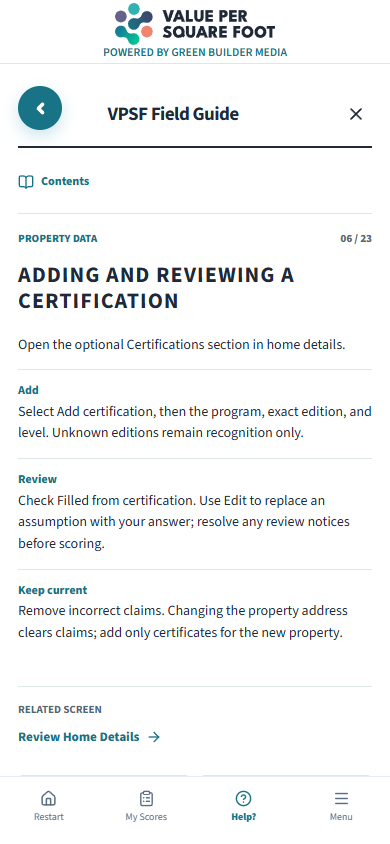 VALUE PER
SQUARE FOOT
POWERED BY GREEN BUILDER MEDIA
VPSF Field Guide
Contents
PROPERTY DATA
06 / 23
ADDING AND REVIEWING A
CERTIFICATION
Open the optional Certifications section in home details.
Add
Select Add certification, then the program, exact edition, and
level. Unknown editions remain recognition only.
Review
Check Filled from certification. Use Edit to replace an
assumption with your answer; resolve any review notices
before scoring.
Keep current
Remove incorrect claims. Changing the property address
clears claims; add only certificates for the new property.
RELATED SCREEN
Review Home Details
Restart
My Scores
Help?
Menu